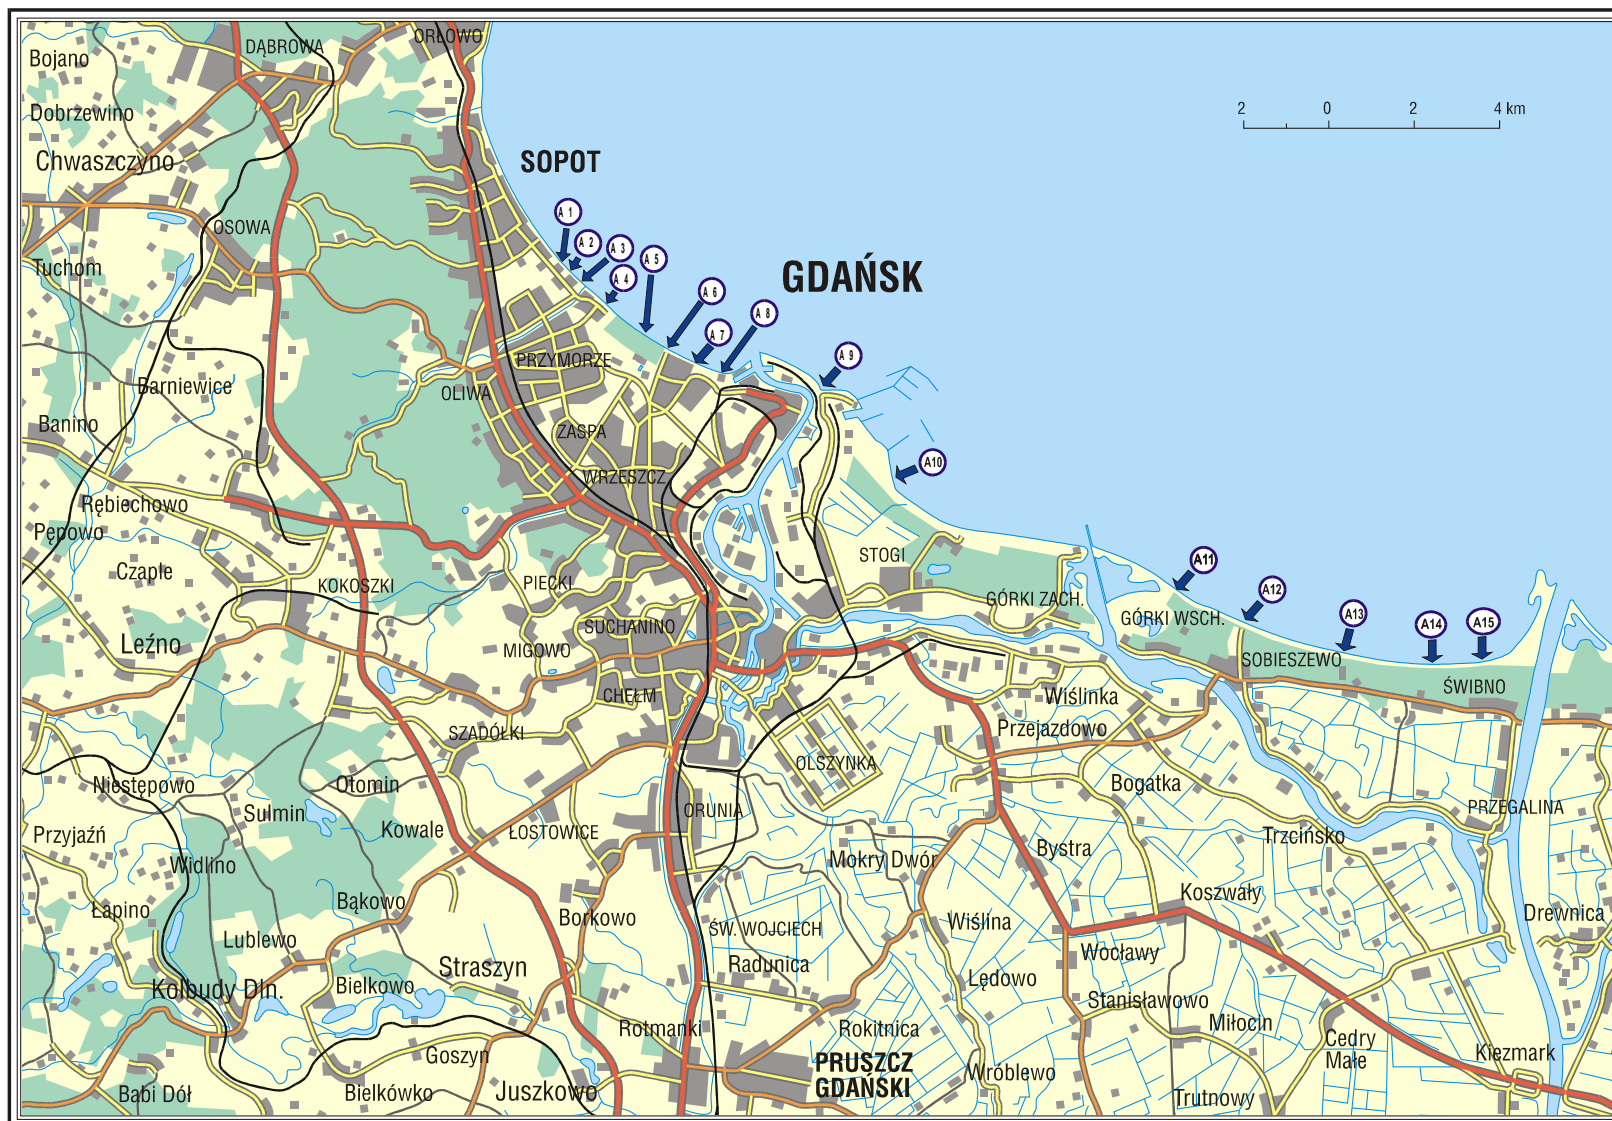 ORŁOWO
DĄBROWA
Bojano
2 0 2 4 km
Dobrzewino
Chwaszczyno
SOPOT
A 1
OSOWA
A 2
A 3
A 5
Tuchom
A 4
GDAŃSK
A 6
A 8
A 7
A 9
PRZYMORZE
Barniewice
OLIWA
Banino
ZASPA
A10
WRZESZCZ
Rębiechowo
Pępowo
STOGI
A11
Czaple
PIECKI
KOKOSZKI
A12
GÓRKI ZACH.
A13
GÓRKI WSCH.
A14
A15
SUCHANINO
Leźno
MIGOWO
SOBIESZEWO
ŚWIBNO
CHEŁM
Wiślinka
Przejazdowo
SZADÓŁKI
OLSZYNKA
Niestępowo
Otomin
Bogatka
Sulmin
ORUNIA
PRZEGALINA
Przyjaźń
Kowale
ŁOSTOWICE
Trzcińsko
Bystra
Widlino
Mokry Dwór
Koszwały
Bąkowo
Łapino
Borkowo
Wiślina
Drewnica
ŚW. WOJCIECH
Lublewo
Wocławy
Straszyn
Radunica
Lędowo
Kolbudy Dln.
Bielkowo
Stanisławowo
Miłocin
Rotmanki
Rokitnica
Cedry
Małe
Goszyn
Kiezmark
PRUSZCZ
GDAŃSKI
Wróblewo
Babi Dół
Bielkówko
Juszkowo
Trutnowy